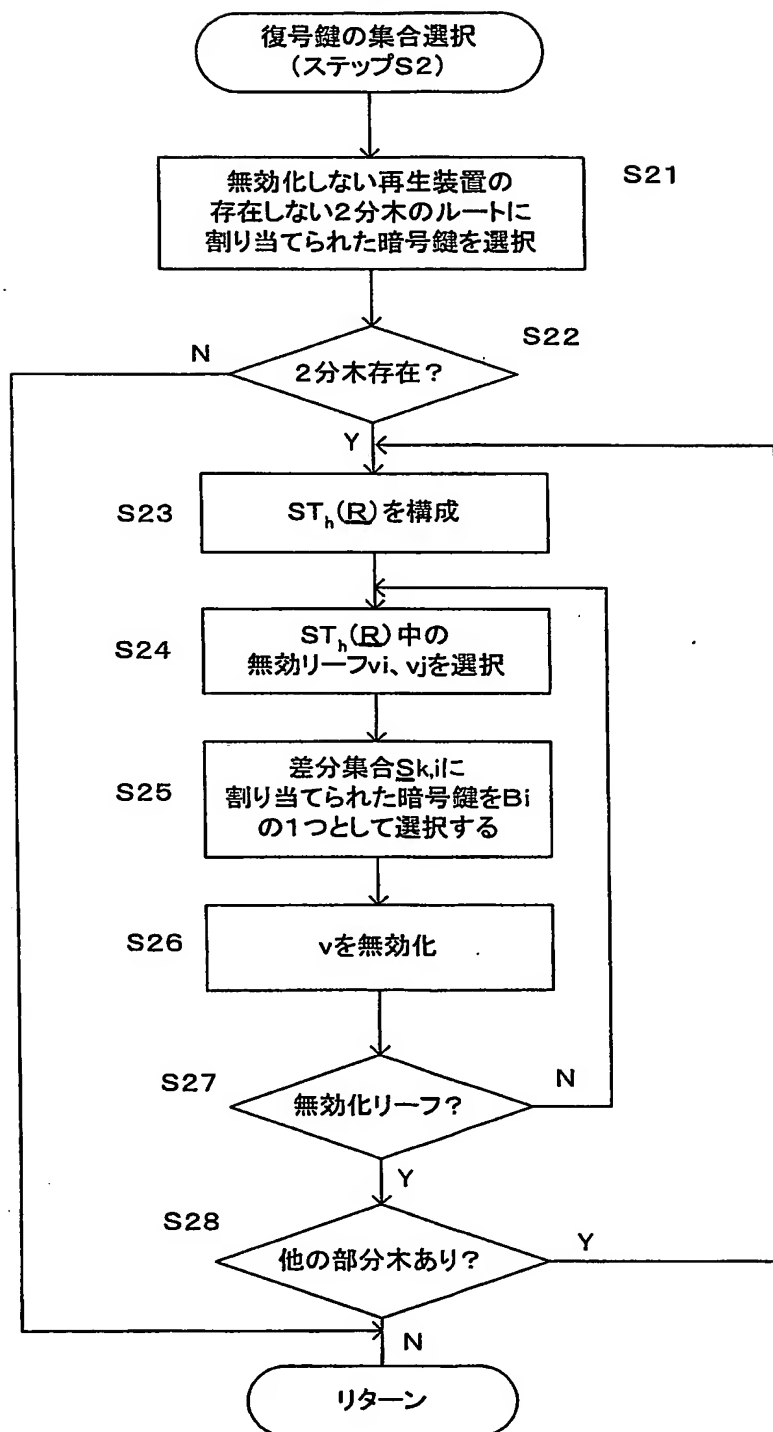 復号鍵の集合選択
(ステップS2)
無効化しない再生装置の
存在しない2分木のルートに
割り当てられた暗号鍵を選択
S21
S22
N
2分木存在?
Y
S23
STh(R)を構成
S24
STh(R)中の
無効リーフvi、vjを選択
S25
差分集合Sk,iに
割り当てられた暗号鍵をBi
の1つとして選択する
S26
vを無効化
S27
無効化リーフ?
N
Y
S28
他の部分木あり?
Y
N
リターン